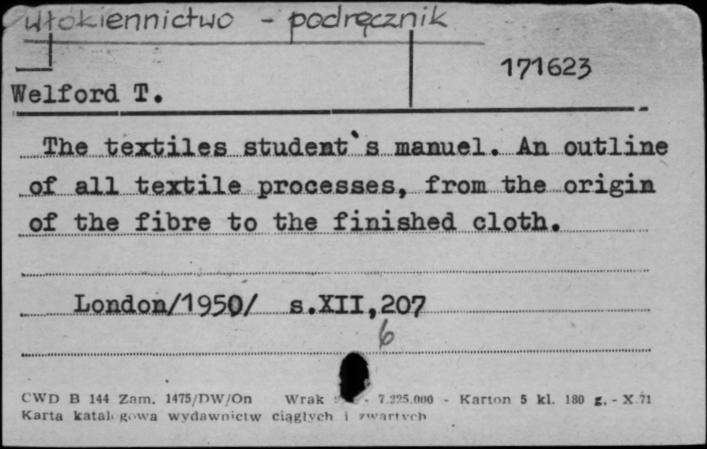 włókiennictwo - podręcznik
171623
Welford T.
The textiles student`s manuel. An outline
of all textile processes, from the origin
of the fibre to the finished cloth.
London/1950/ s.XII,207
6
CWD B 144 Zam. 1475/DW/On Wrak - 7.225.000 - Karton 5 kl. 180 g. - X.71
Karta katalogowa wydawnictw ciągłych i zwartych